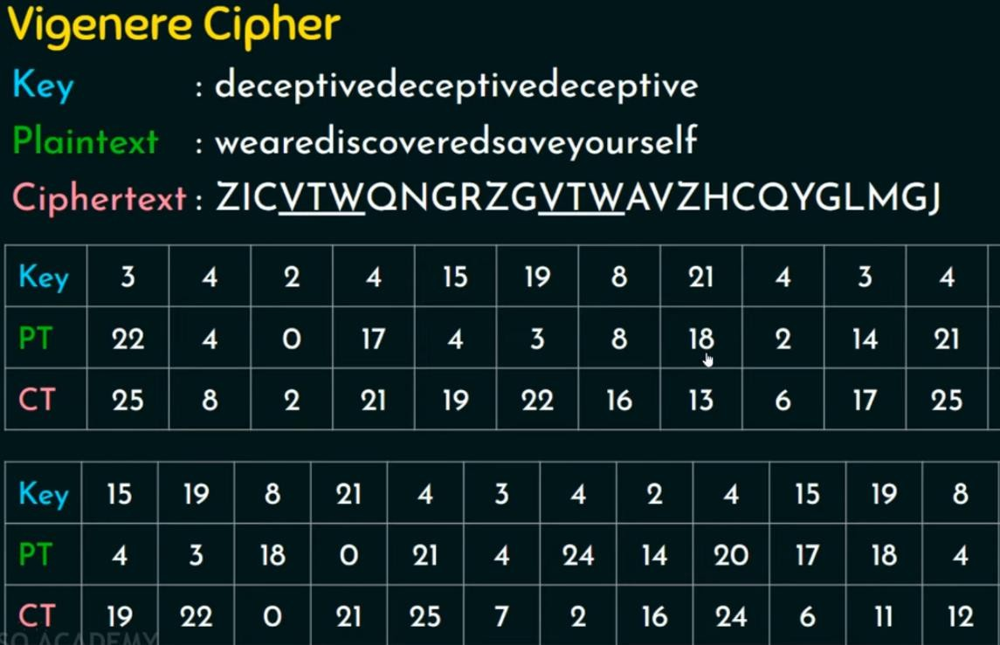 Vigenere Cipher
Key : deceptivedeceptivedeceptive
Plaintext : wearediscoveredsaveyourself
Ciphertext : ZICVTWQNGRZGVTWAVZHCQYGLMGJ
Key 3 4 2 4 15 19 8 21 4 3 4
PT 22 4 0 17 4 3 8 18 2 14 21
CT 25 8 2 21 19 22 16 13 6 17 25
Key 15 19 8 21 4 3 4 2 4 15 19 8
PT 4 3 18 0 21 4 24 14 20 17 18 4
CT 19 22 0 21 25 7 2 16 24 6 11 12
SO ACADEMY